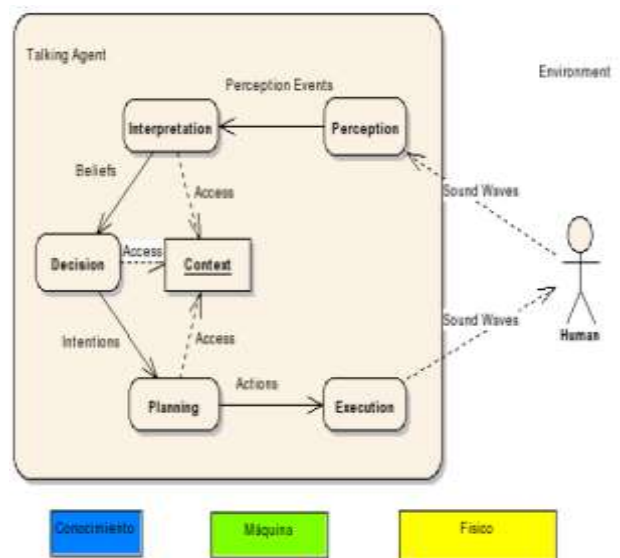 Talking Agent
Environment
Perception Events
Interpretation
Perception
Beliefs
Access
Sound Waves
Decision
Access
Context
Human
Intentions
Access
Sound Waves
Planning
Actions
Execution
Conocimiento
Máquina
Físico